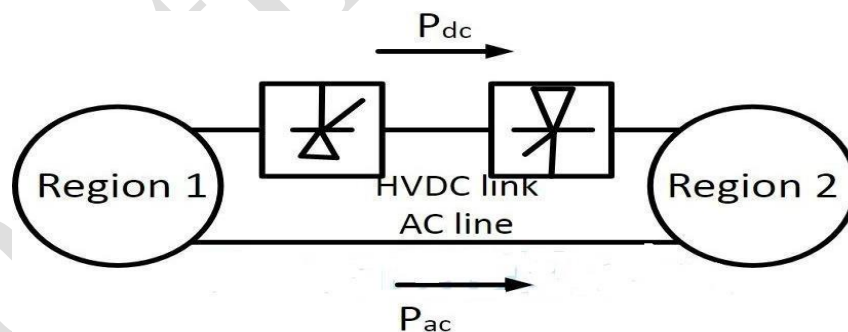 Pdc
Region 1
HVDC link
Region 2
AC line
Pac